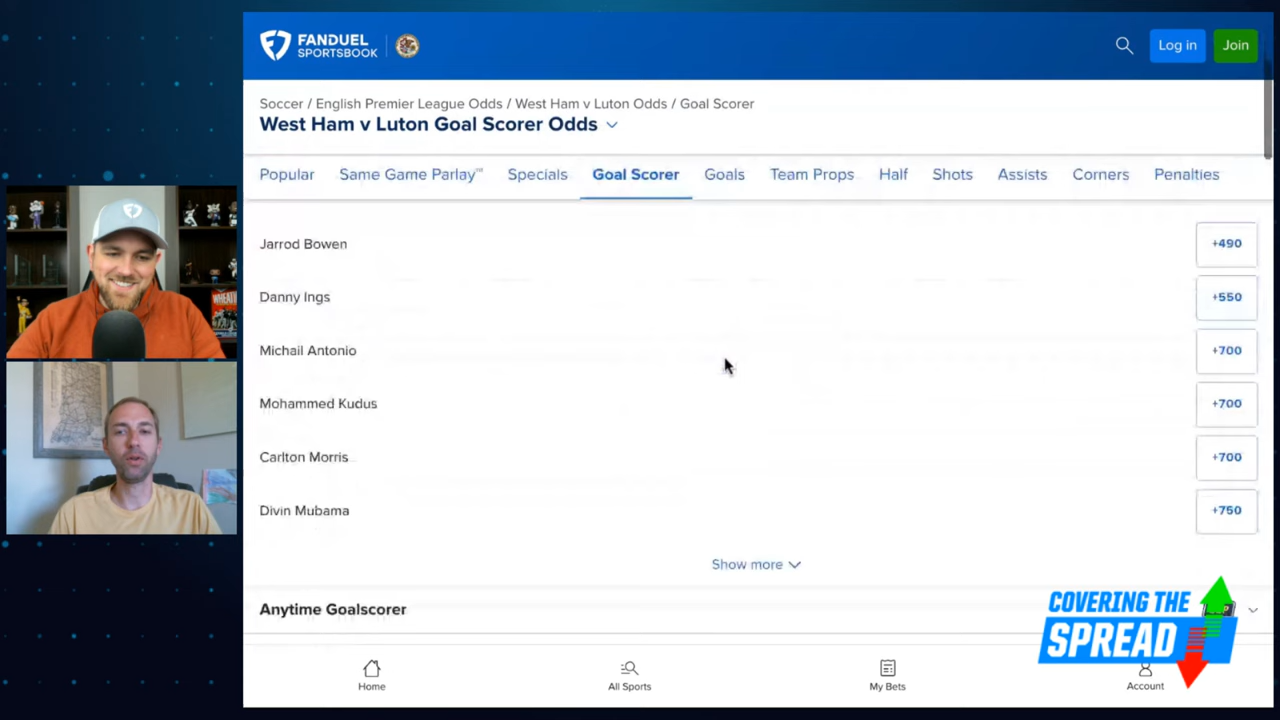 FANDUEL
SPORTSBOOK
Log in
Join
Soccer / English Premier League Odds / West Ham v Luton Odds / Goal Scorer
West Ham v Luton Goal Scorer Odds
Popular
Same Game Parlay™
Specials
Goal Scorer
Goals
Team Props
Half
Shots
Assists
Corners
Penalties
Jarrod Bowen
+490
Danny Ings
+550
Michail Antonio
+700
Mohammed Kudus
+700
Carlton Morris
+700
Divin Mubama
+750
Show more
Anytime Goalscorer
COVERING THE
SPREAD
Home
All Sports
My Bets
Account
WHEATIES